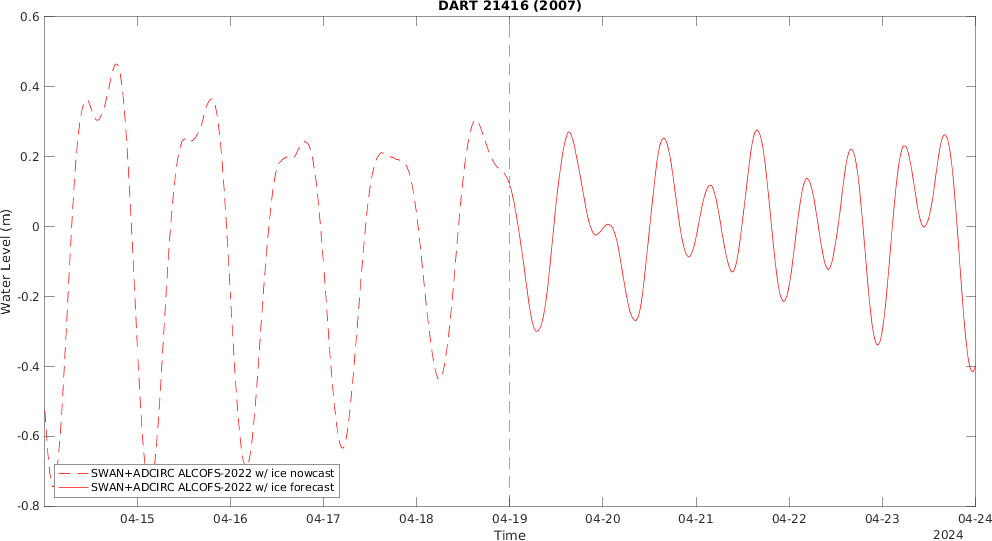 DART 21416 (2007)
0.6
0.4
0.2
0
-0.2
-0.4
-0.6
-0.8
Water Level (m)
SWAN+ADCIRC ALCOFS-2022 w/ ice nowcast
SWAN+ADCIRC ALCOFS-2022 w/ ice forecast
04-15 04-16 04-17 04-18 04-19 04-20 04-21 04-22 04-23 04-24
Time
2024